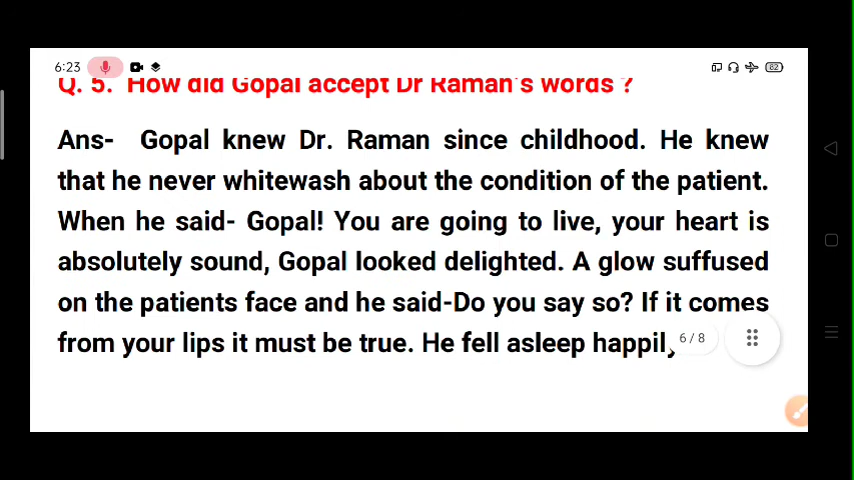 6:23
82
Q. 5. How did Gopal accept Dr Raman's words ?
Ans- Gopal knew Dr. Raman since childhood. He knew
that he never whitewash about the condition of the patient.
When he said- Gopal! You are going to live, your heart is
absolutely sound, Gopal looked delighted. A glow suffused
on the patients face and he said-Do you say so? If it comes
from your lips it must be true. He fell asleep happily
6 / 8